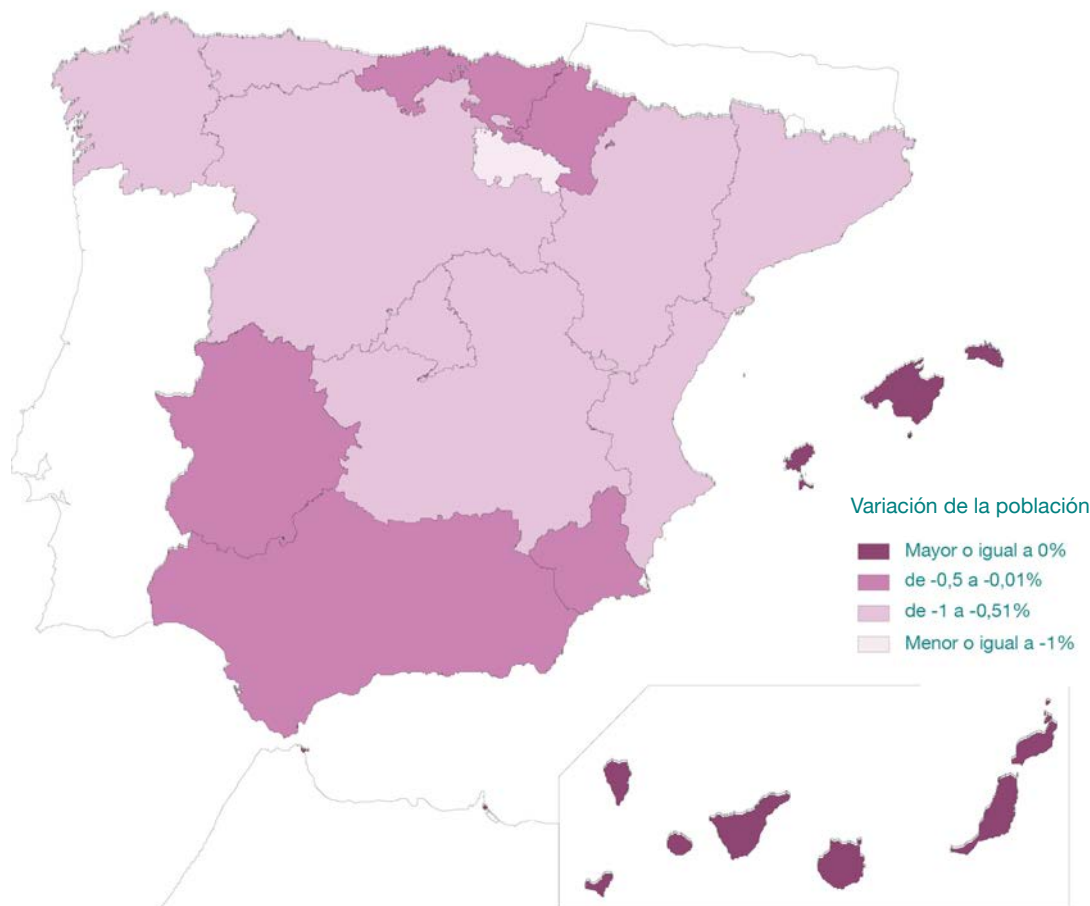 Variación de la población
Mayor o igual a 0%
de -0,5 a -0,01%
de -1 a -0,51%
Menor o igual a -1%